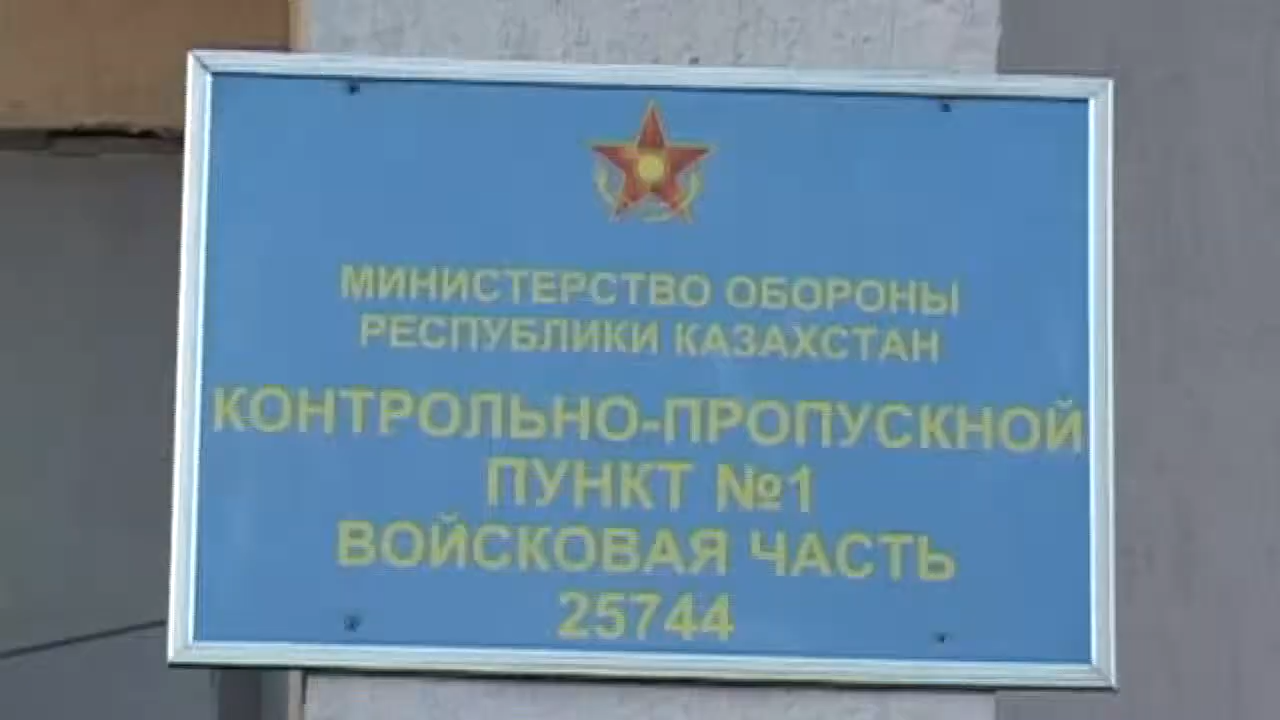 МИНИСТЕРСТВО ОБОРОНЫ
РЕСПУБЛИКИ КАЗАХСТАН
КОНТРОЛЬНО-ПРОПУСКНОЙ
ПУНКТ №1
ВОЙСКОВАЯ ЧАСТЬ
25744